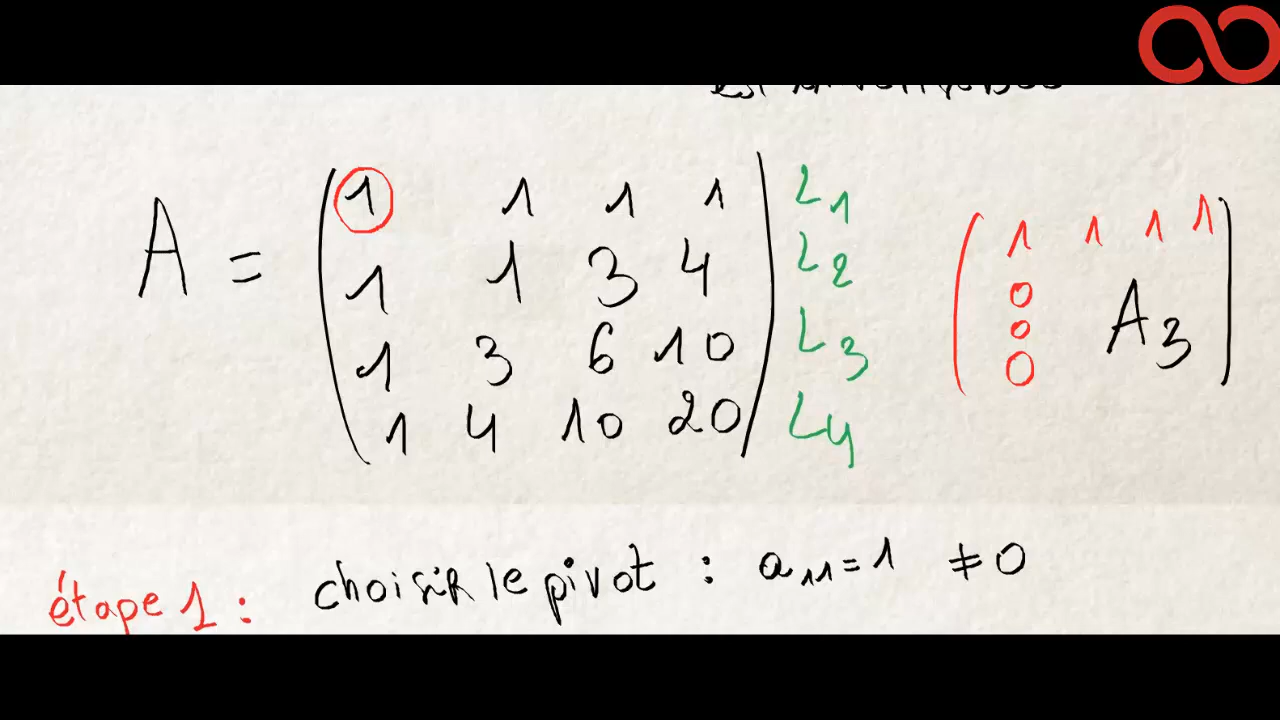 1 1 1 1 L1
A = 1 1 3 4 L2
1 3 6 10 L3
1 4 10 20 L4
1 1 1 1
0
0 A3
0
étape 1 : choisir le pivot : a11 = 1 ≠ 0